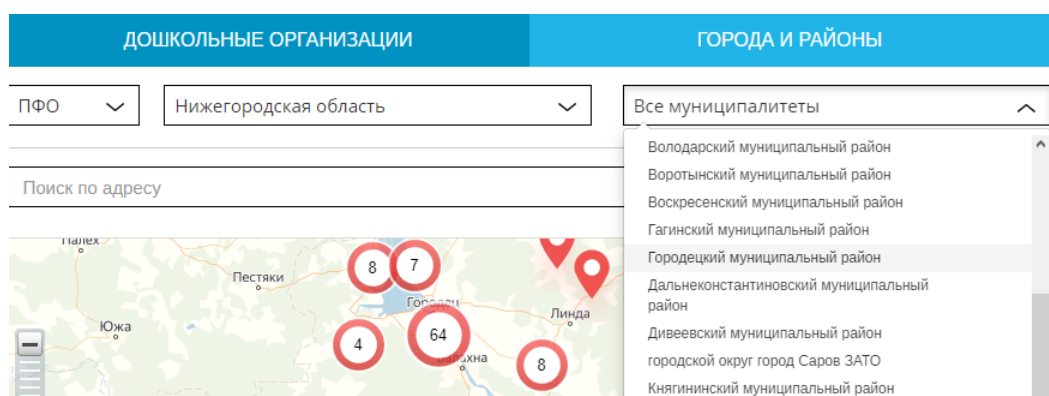 ДОШКОЛЬНЫЕ ОРГАНИЗАЦИИ
ГОРОДА И РАЙОНЫ
ПФО
Нижегородская область
Все муниципалитеты
Поиск по адресу
Володарский муниципальный район
Воротынский муниципальный район
Воскресенский муниципальный район
Гагинский муниципальный район
Городецкий муниципальный район
Дальнеконстантиновский муниципальный
район
Дивеевский муниципальный район
городской округ город Саров ЗАТО
Княгининский муниципальный район
Палех
Пестяки
8
7
Городец
Линда
Южа
4
64
Балахна
8